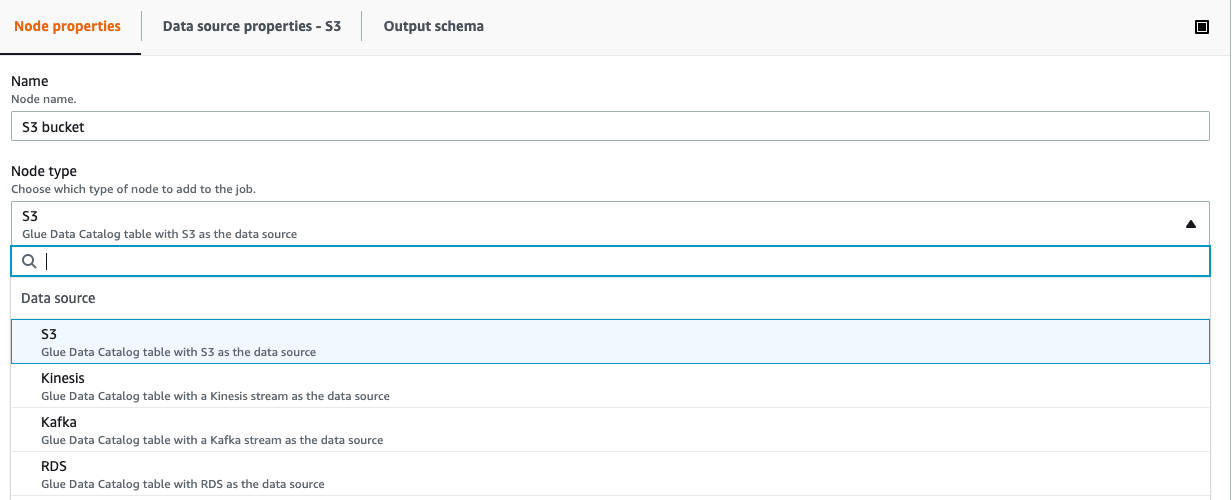 Node properties
Data source properties - S3
Output schema
Name
Node name.
S3 bucket
Node type
Choose which type of node to add to the job.
S3
Glue Data Catalog table with S3 as the data source
Data source
S3
Glue Data Catalog table with S3 as the data source
Kinesis
Glue Data Catalog table with a Kinesis stream as the data source
Kafka
Glue Data Catalog table with a Kafka stream as the data source
RDS
Glue Data Catalog table with RDS as the data source